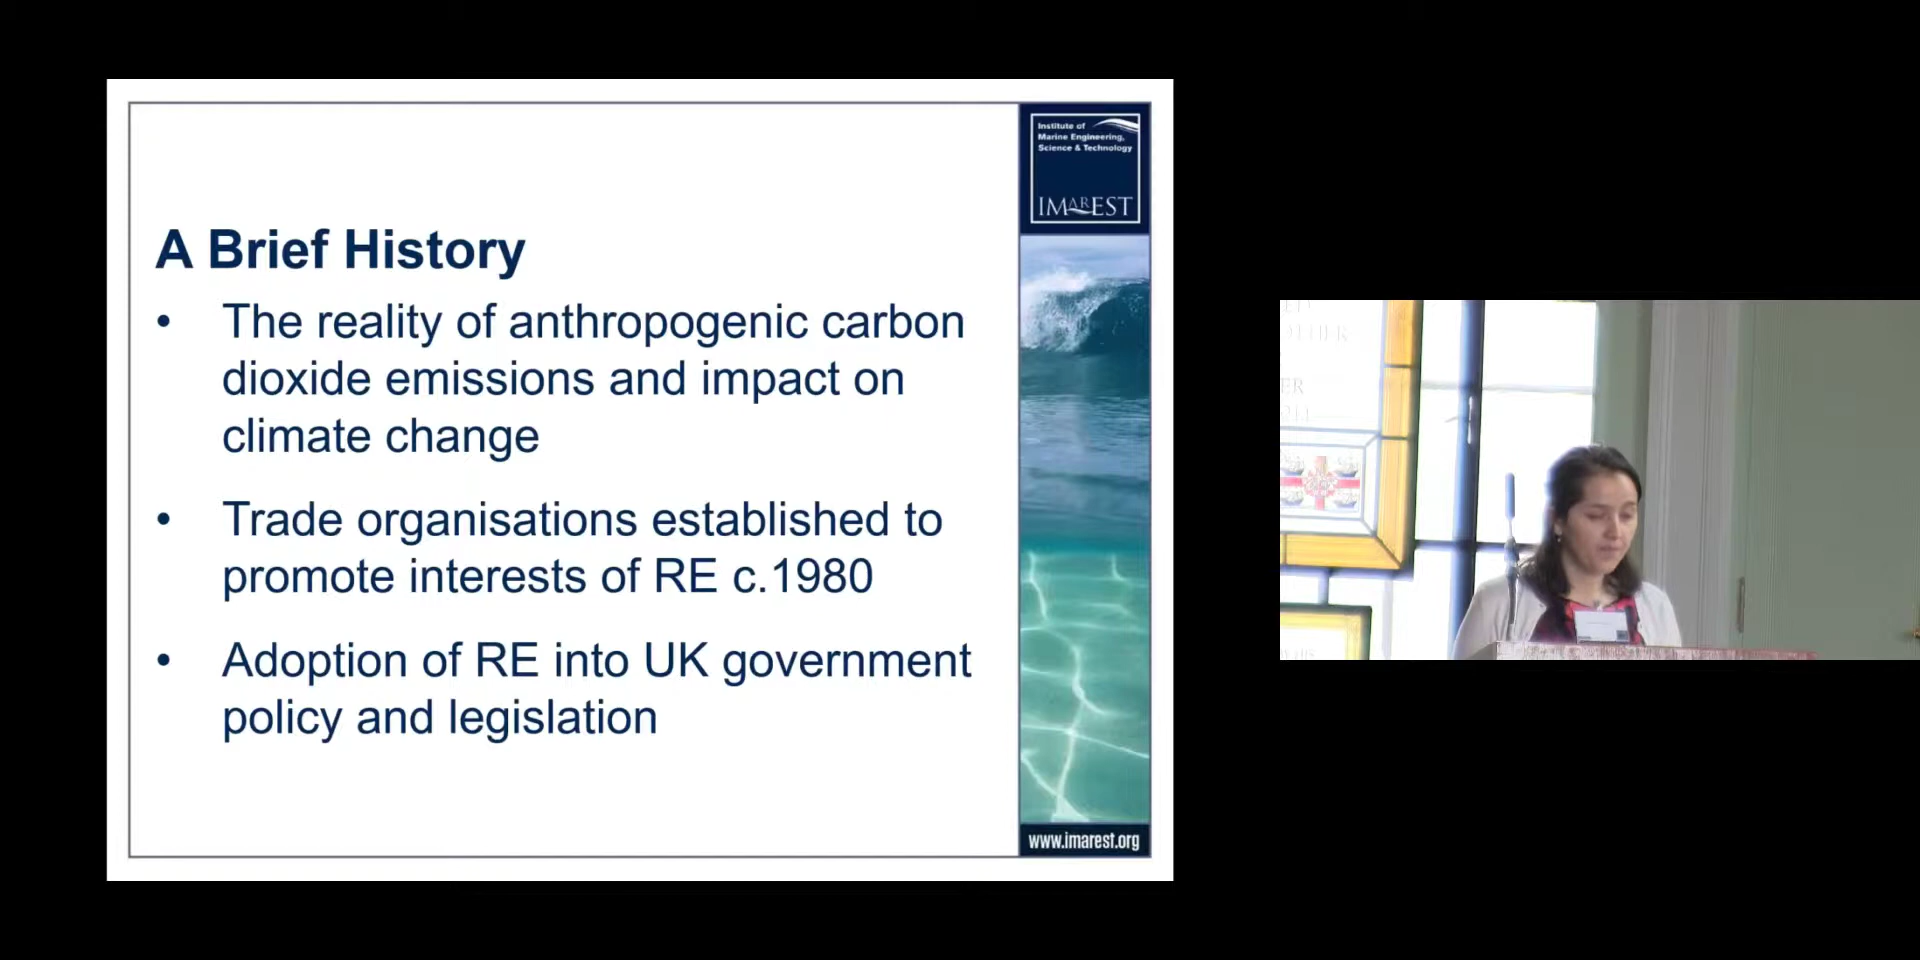 Institute of
Marine Engineering,
Science & Technology
IMarEST
A Brief History
• The reality of anthropogenic carbon
dioxide emissions and impact on
climate change
• Trade organisations established to
promote interests of RE c.1980
• Adoption of RE into UK government
policy and legislation
www.imarest.org